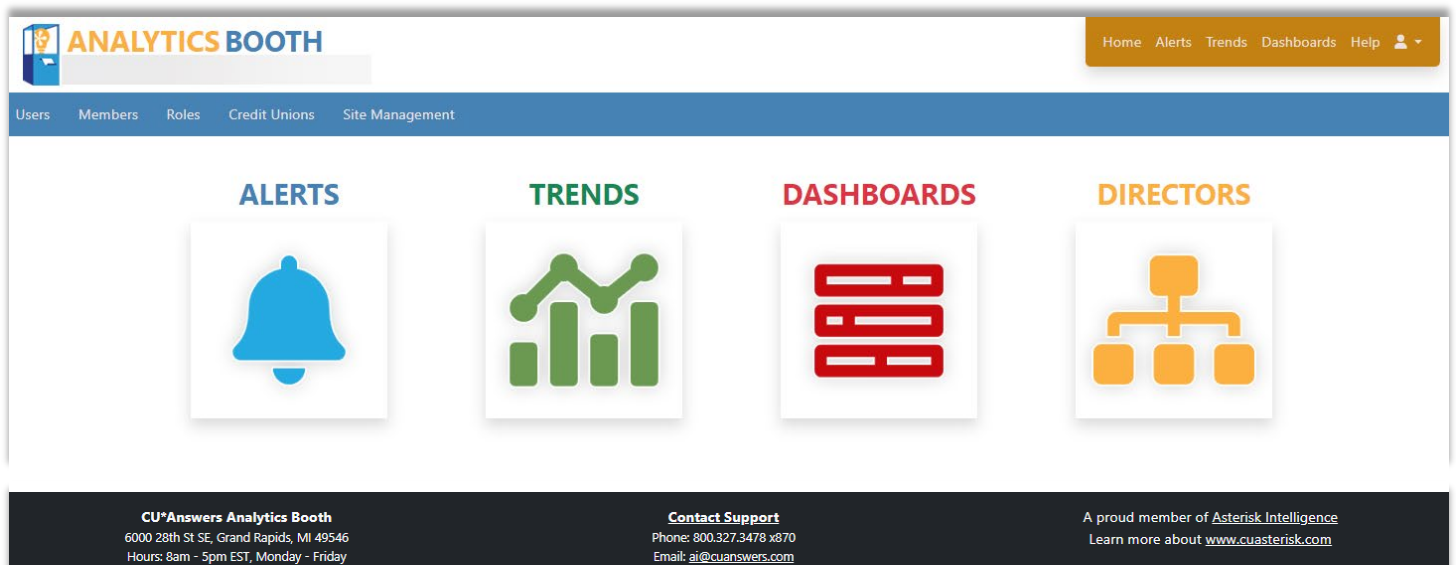 ANALYTICS BOOTH
Home Alerts Trends Dashboards Help
Users Members Roles Credit Unions Site Management
ALERTS TRENDS DASHBOARDS DIRECTORS
CU*Answers Analytics Booth
6000 28th St SE, Grand Rapids, MI 49546
Hours: 8am - 5pm EST, Monday - Friday
Contact Support
Phone: 800.327.3478 x870
Email: ai@cuanswers.com
A proud member of Asterisk Intelligence
Learn more about www.cuasterisk.com